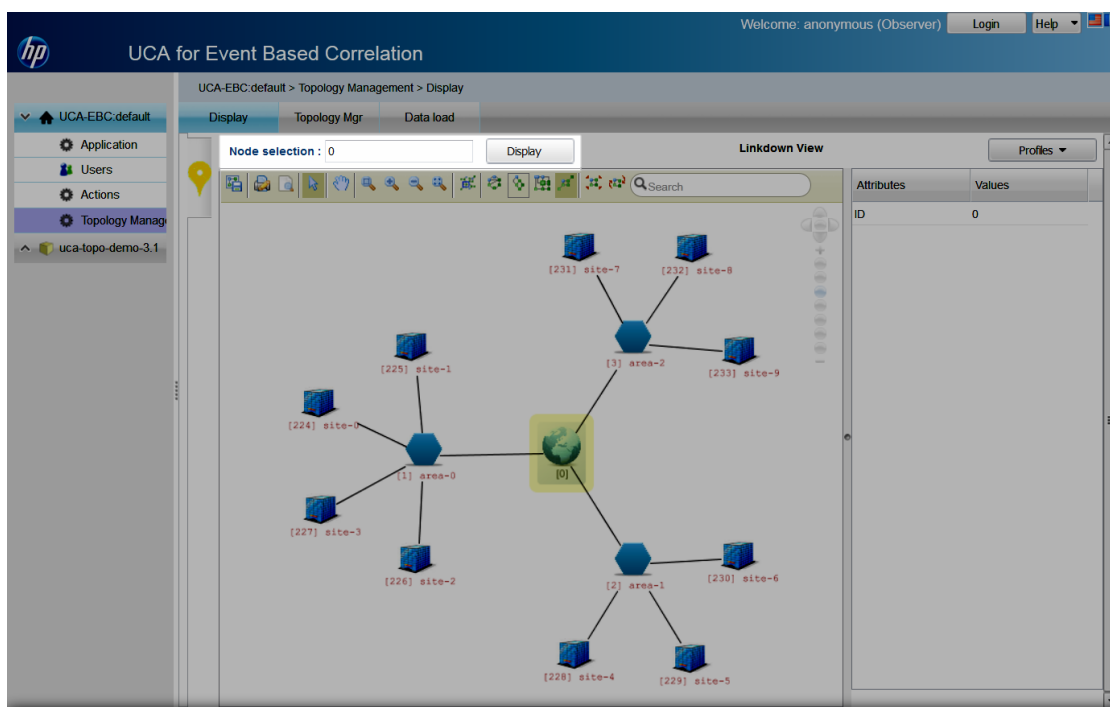 Welcome: anonymous (Observer) Login Help
hp UCA for Event Based Correlation
UCA-EBC:default > Topology Management > Display
UCA-EBC:default
Application
Users
Actions
Topology Manag
uca-topo-demo-3.1
Display Topology Mgr Data load
Node selection : 0 Display
Linkdown View
Profiles
Search
Attributes Values
ID 0
[231] site-7
[232] site-8
[3] area-2
[233] site-9
[225] site-1
[224] site-0
[1] area-0
[0]
[227] site-3
[226] site-2
[2] area-1
[230] site-6
[228] site-4
[229] site-5